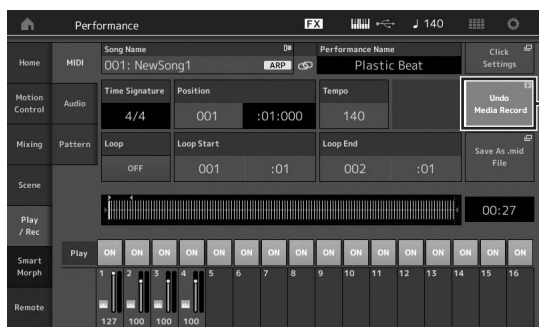 Performance
FX
140
Home
MIDI
Song Name
001: NewSong1
ARP
Performance Name
Plastic Beat
Click
Settings
Motion
Control
Audio
Time Signature
Position
Tempo
4/4
001
:01:000
140
Undo
Media Record
Mixing
Pattern
Loop
Loop Start
Loop End
OFF
001
:01
002
:01
Save As .mid
File
Scene
Play
/ Rec
00:27
Play
ON ON ON ON ON ON ON ON ON ON ON ON ON ON ON ON
Smart
Morph
1 2 3 4 5 6 7 8 9 10 11 12 13 14 15 16
Remote
127 100 100 100